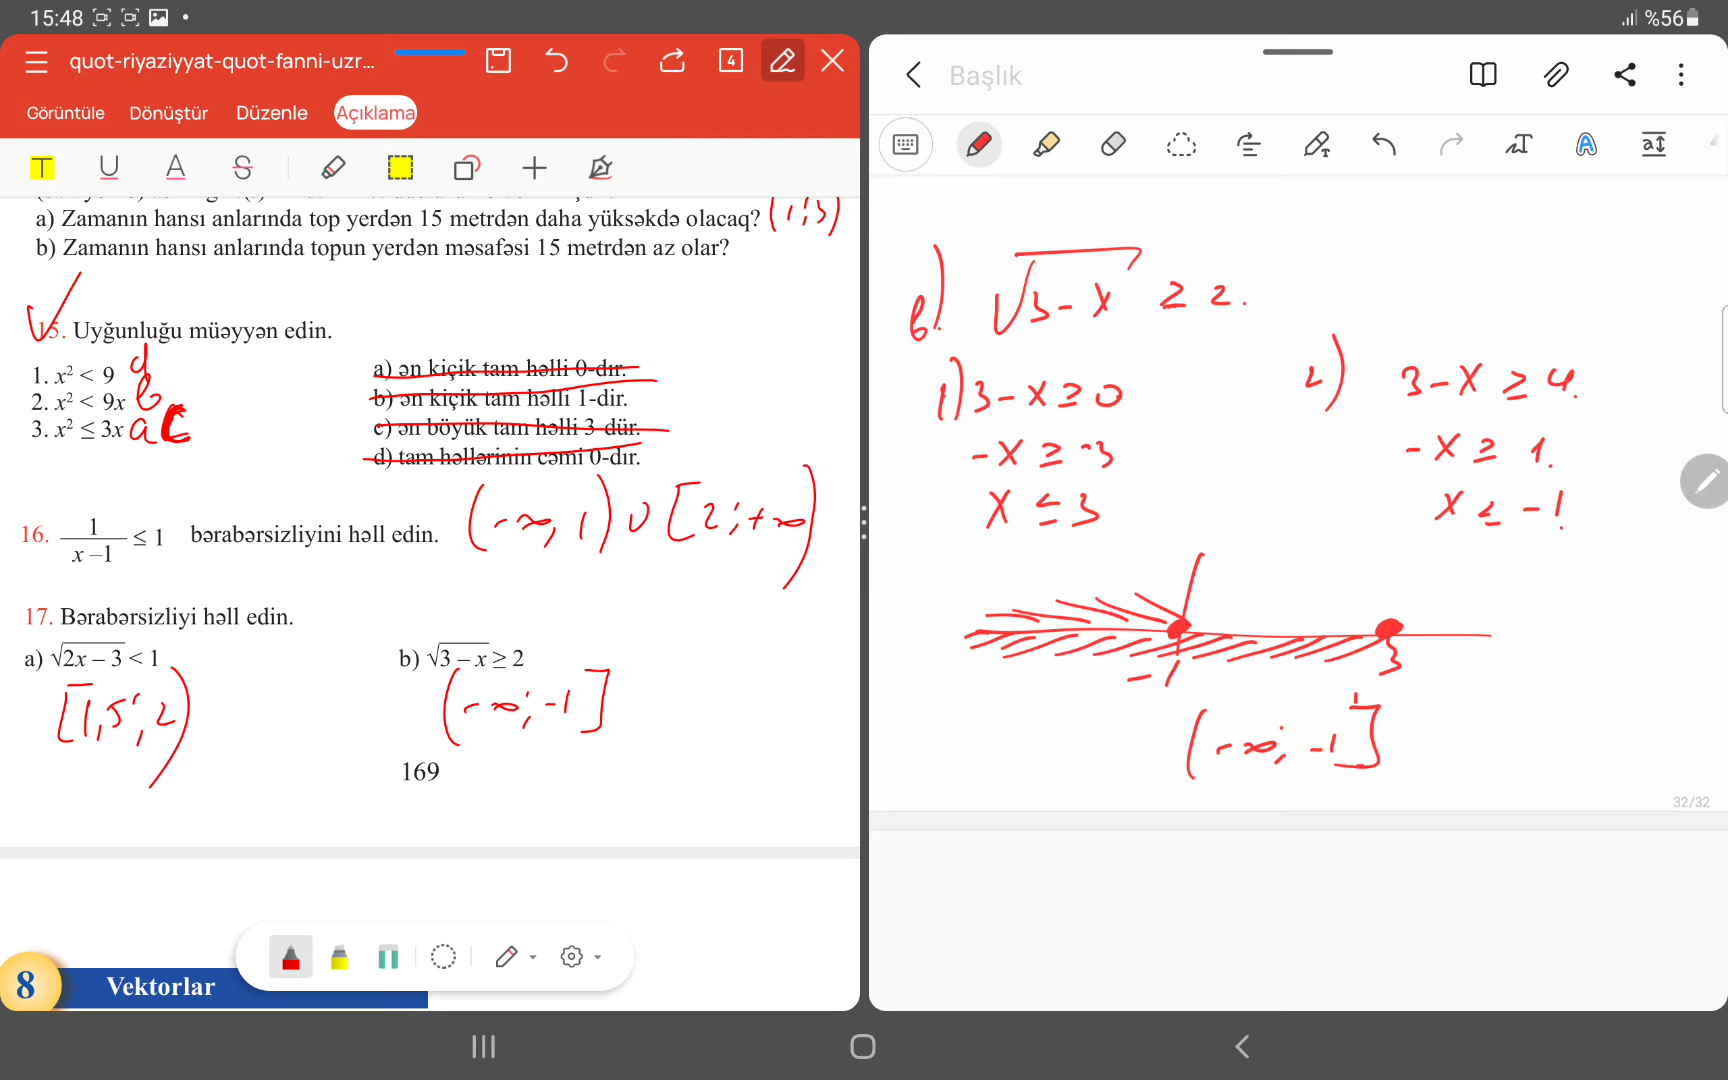 15:48
%56
quot-riyaziyyat-quot-fanni-uzr...
4
Görüntüle Dönüştür Düzenle Açıklama
T U A S
a) Zamanın hansı anlarında top yerdən 15 metrdən daha yüksəkdə olacaq? (1;3)
b) Zamanın hansı anlarında topun yerdən məsafəsi 15 metrdən az olar?
15. Uyğunluğu müəyyən edin.
1. x² < 9 d
2. x² < 9x b
3. x² ≤ 3x a c
a) ən kiçik tam həlli 0-dır.
b) ən kiçik tam həlli 1-dir.
c) ən böyük tam həlli 3-dür.
d) tam həllərinin cəmi 0-dır.
16. 1/(x–1) ≤ 1 bərabərsizliyini həll edin. (-∞, 1) ∪ [2;+∞)
17. Bərabərsizliyi həll edin.
a) √2x – 3 < 1
[1,5; 2)
b) √3 – x ≥ 2
(-∞; -1]
169
8 Vektorlar
Başlık
b) √3-x ≥ 2.
1) 3-x ≥ 0
-x ≥ -3
x ≤ 3
2) 3-x ≥ 4.
-x ≥ 1.
x ≤ -1
-1 3
(-∞; -1]
32/32